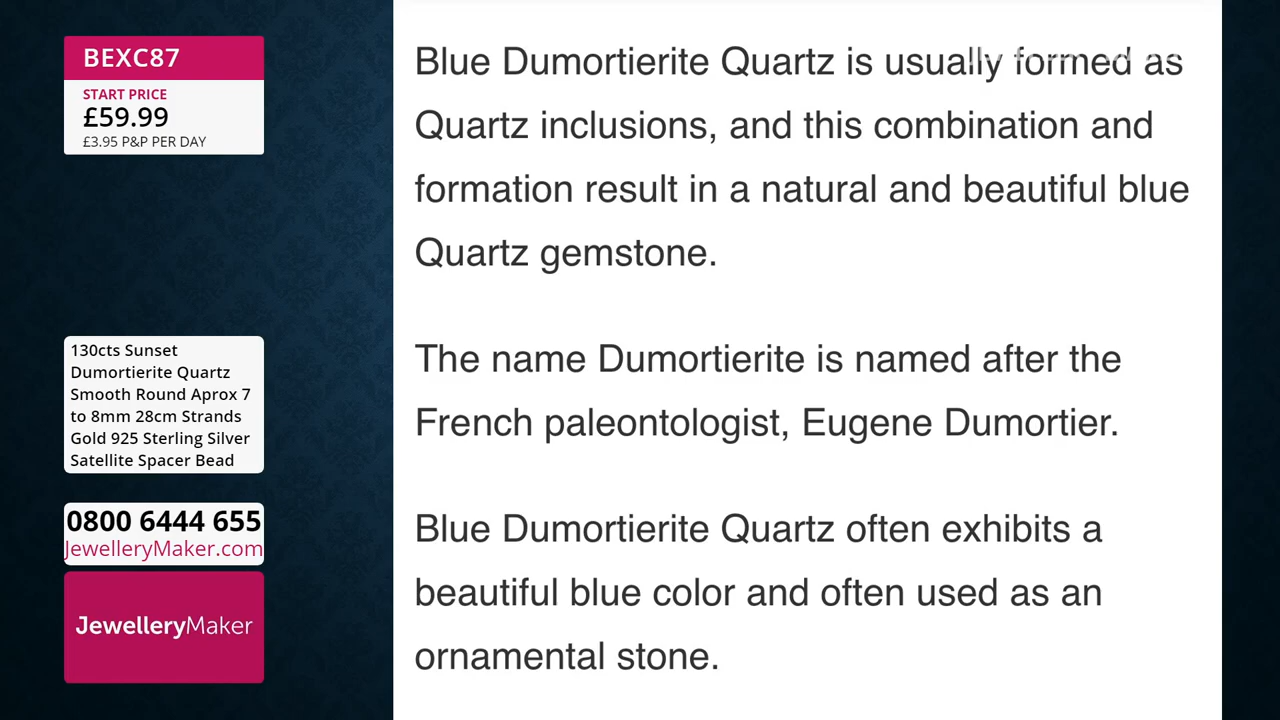 BEXC87
START PRICE
£59.99
£3.95 P&P PER DAY
130cts Sunset
Dumortierite Quartz
Smooth Round Aprox 7
to 8mm 28cm Strands
Gold 925 Sterling Silver
Satellite Spacer Bead
0800 6444 655
JewelleryMaker.com
JewelleryMaker
Blue Dumortierite Quartz is usually formed as
Quartz inclusions, and this combination and
formation result in a natural and beautiful blue
Quartz gemstone.
The name Dumortierite is named after the
French paleontologist, Eugene Dumortier.
Blue Dumortierite Quartz often exhibits a
beautiful blue color and often used as an
ornamental stone.